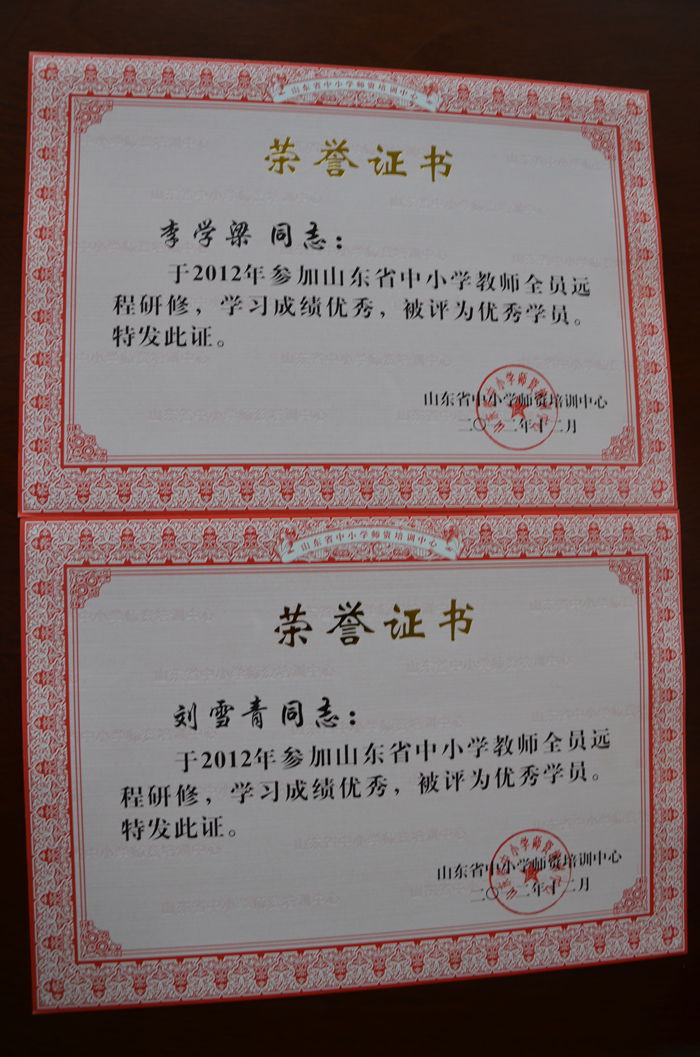 山东省中小学师资培训中心
荣誉证书
李学梁 同志：
于2012年参加山东省中小学教师全员远
程研修，学习成绩优秀，被评为优秀学员。
特发此证。
山东省中小学师资培训中心
二〇一二年十二月
山东省中小学师资培训中心
荣誉证书
刘雪青同志：
于2012年参加山东省中小学教师全员远
程研修，学习成绩优秀，被评为优秀学员。
特发此证。
山东省中小学师资培训中心
二〇一二年十二月